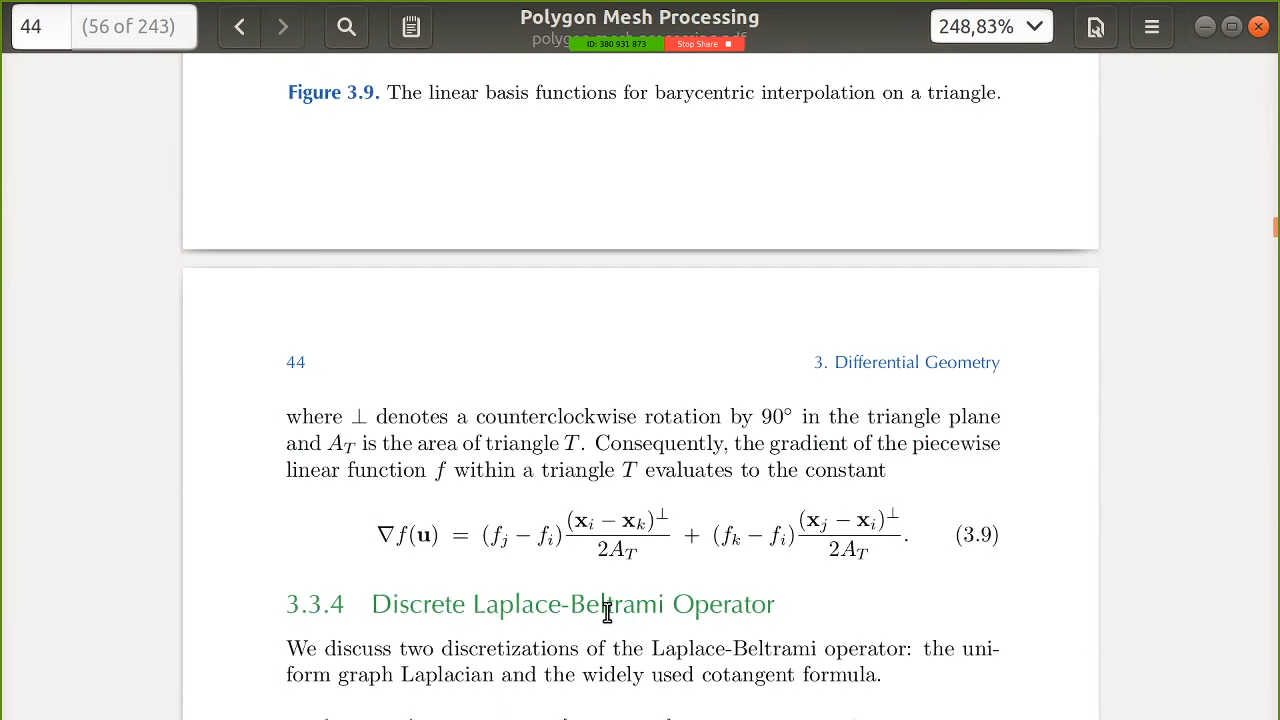 44 (56 of 243) Polygon Mesh Processing 248,83%
ID: 380 931 873 Stop Share
Figure 3.9. The linear basis functions for barycentric interpolation on a triangle.
44 3. Differential Geometry
where ⊥ denotes a counterclockwise rotation by 90° in the triangle plane
and A_T is the area of triangle T. Consequently, the gradient of the piecewise
linear function f within a triangle T evaluates to the constant
∇f(u) = (f_j − f_i) (x_i − x_k)^⊥ / 2A_T + (f_k − f_i) (x_j − x_i)^⊥ / 2A_T. (3.9)
3.3.4 Discrete Laplace-Beltrami Operator
We discuss two discretizations of the Laplace-Beltrami operator: the uni-
form graph Laplacian and the widely used cotangent formula.